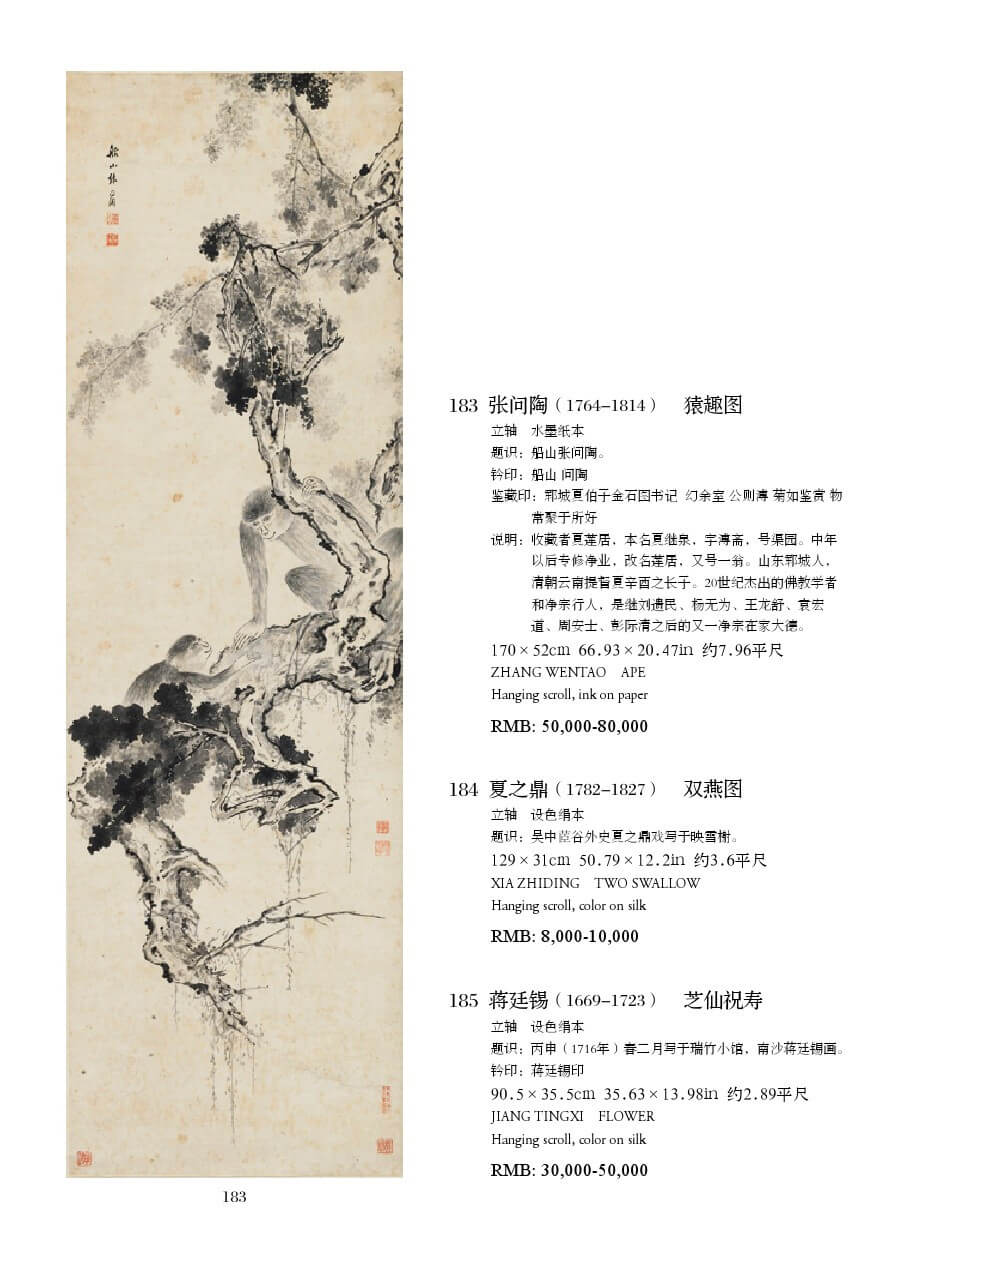 船山张问陶
183 张问陶（1764–1814） 猿趣图
立轴 水墨纸本
题识：船山张问陶。
钤印：船山 问陶
鉴藏印：郓城夏伯子金石图书记 幻余室 公则溥 菊如鉴赏 物
常聚于所好
说明：收藏者夏莲居，本名夏继泉，字溥斋，号渠园。中年
以后专修净业，改名莲居，又号一翁。山东郓城人，
清朝云南提督夏辛酉之长子。20世纪杰出的佛教学者
和净宗行人，是继刘遗民、杨无为、王龙舒、袁宏
道、周安士、彭际清之后的又一净宗在家大德。
170×52cm 66.93×20.47in 约7.96平尺
ZHANG WENTAO APE
Hanging scroll, ink on paper
RMB: 50,000-80,000
184 夏之鼎（1782–1827） 双燕图
立轴 设色绢本
题识：吴中茝谷外史夏之鼎戏写于映雪榭。
129×31cm 50.79×12.2in 约3.6平尺
XIA ZHIDING TWO SWALLOW
Hanging scroll, color on silk
RMB: 8,000-10,000
185 蒋廷锡（1669–1723） 芝仙祝寿
立轴 设色绢本
题识：丙申（1716年）春二月写于瑞竹小馆，南沙蒋廷锡画。
钤印：蒋廷锡印
90.5×35.5cm 35.63×13.98in 约2.89平尺
JIANG TINGXI FLOWER
Hanging scroll, color on silk
RMB: 30,000-50,000
183